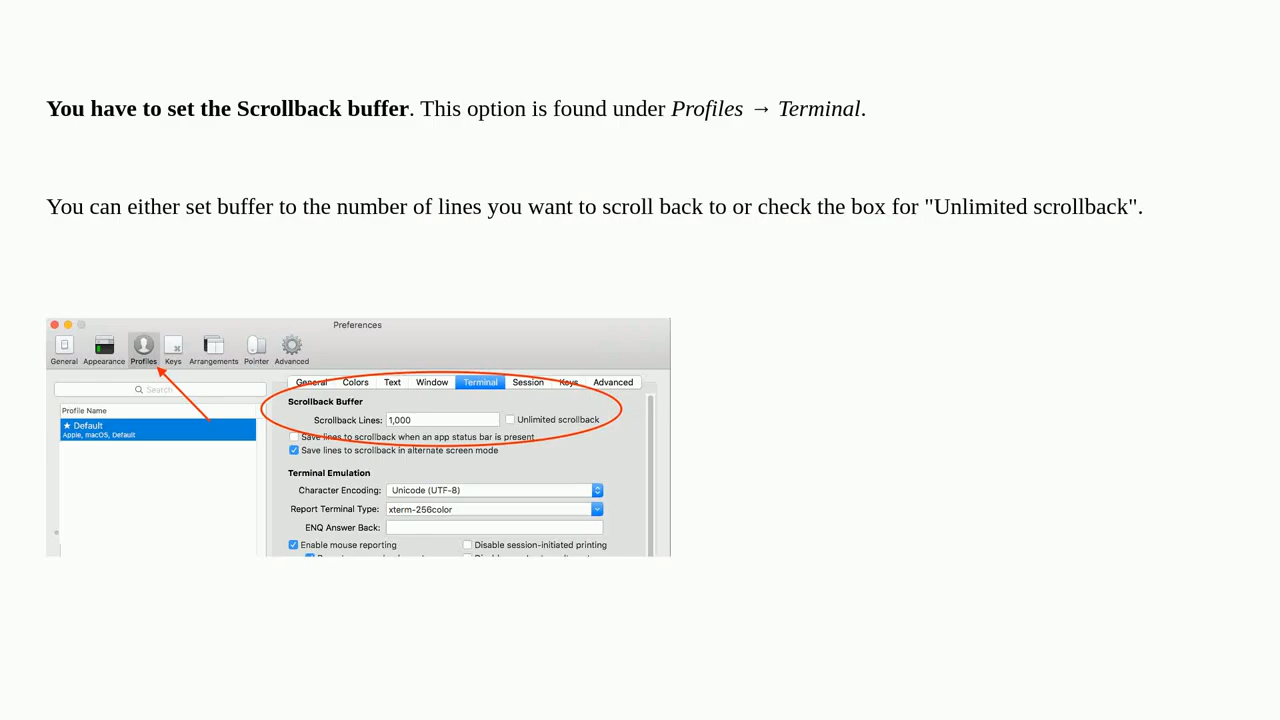 You have to set the Scrollback buffer. This option is found under Profiles → Terminal.
You can either set buffer to the number of lines you want to scroll back to or check the box for "Unlimited scrollback".
Preferences
General Appearance Profiles Keys Arrangements Pointer Advanced
Search
General Colors Text Window Terminal Session Keys Advanced
Profile Name
★ Default
Apple, macOS, Default
Scrollback Buffer
Scrollback Lines: 1,000 Unlimited scrollback
Save lines to scrollback when an app status bar is present
Save lines to scrollback in alternate screen mode
Terminal Emulation
Character Encoding: Unicode (UTF-8)
Report Terminal Type: xterm-256color
ENQ Answer Back:
Enable mouse reporting Disable session-initiated printing